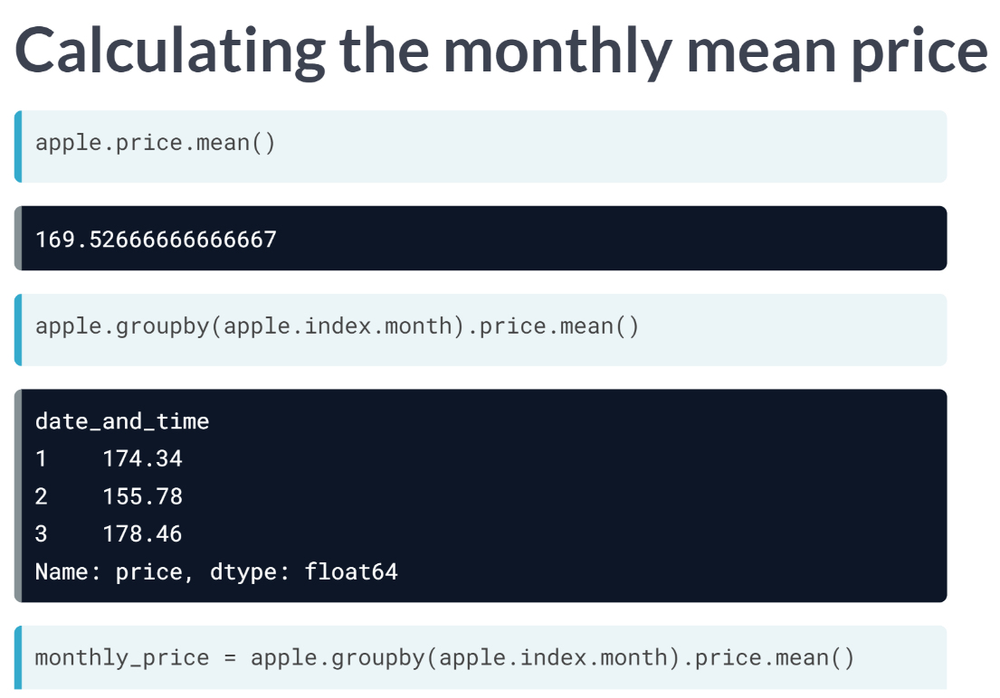 Calculating the monthly mean price
apple.price.mean()
169.52666666666667
apple.groupby(apple.index.month).price.mean()
date_and_time
1    174.34
2    155.78
3    178.46
Name: price, dtype: float64
monthly_price = apple.groupby(apple.index.month).price.mean()